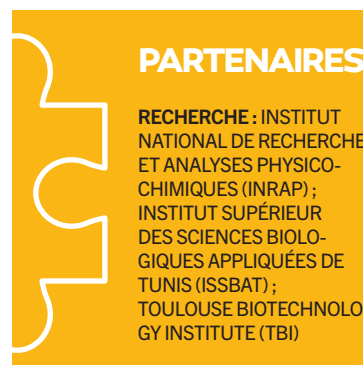 PARTENAIRES
RECHERCHE : INSTITUT
NATIONAL DE RECHERCHE
ET ANALYSES PHYSICO-
CHIMIQUES (INRAP) ;
INSTITUT SUPÉRIEUR
DES SCIENCES BIOLO-
GIQUES APPLIQUÉES DE
TUNIS (ISSBAT) ;
TOULOUSE BIOTECHNOLO
GY INSTITUTE (TBI)